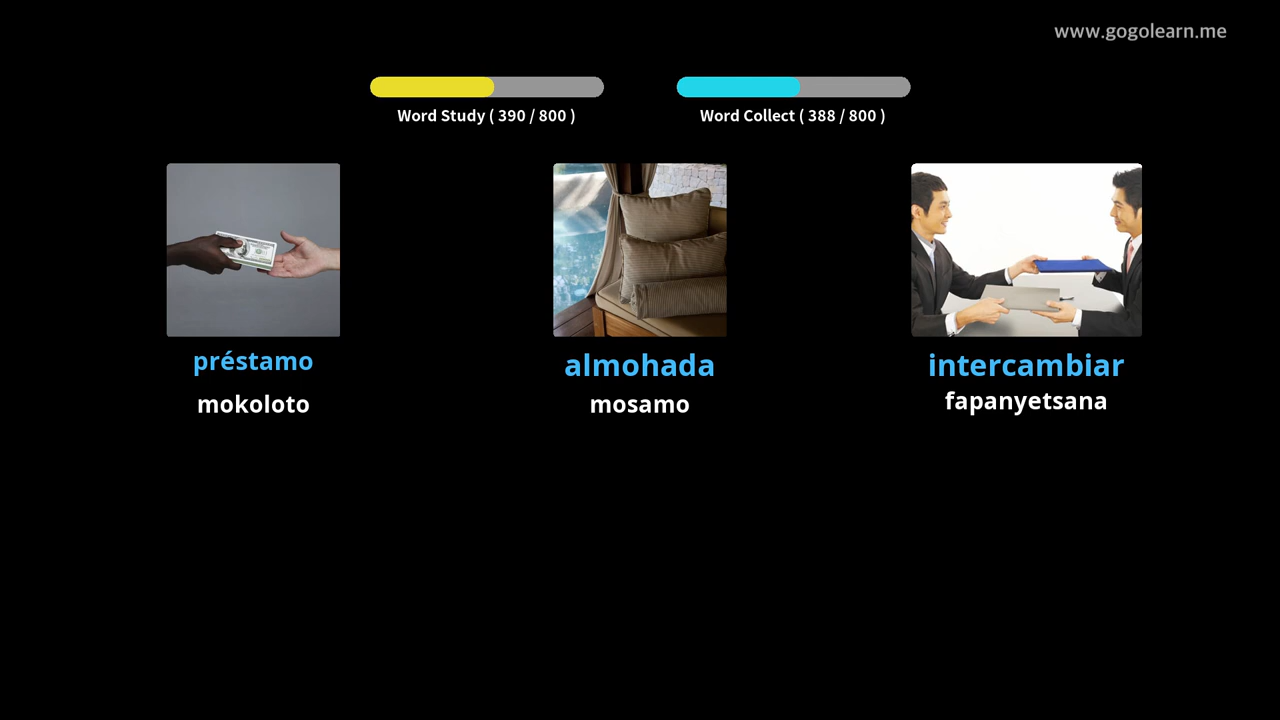 www.gogolearn.me
Word Study ( 390 / 800 )
Word Collect ( 388 / 800 )
préstamo
mokoloto
almohada
mosamo
intercambiar
fapanyetsana